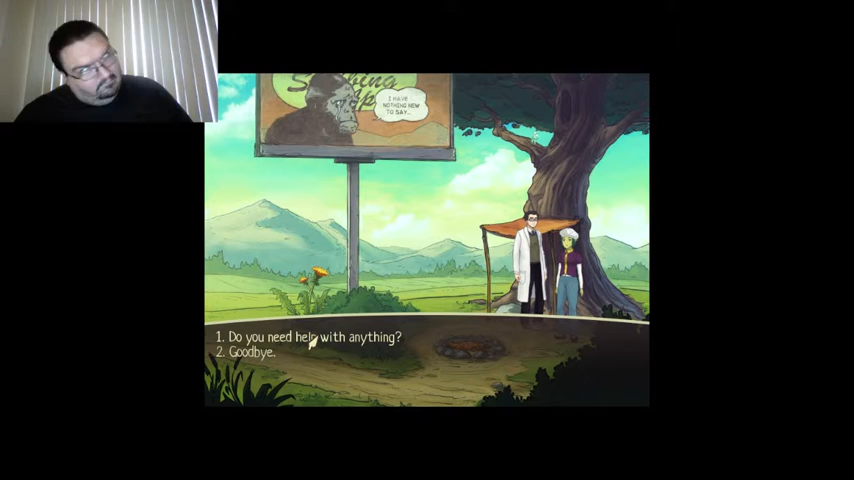 I HAVE
NOTHING NEW
TO SAY...
1. Do you need help with anything?
2. Goodbye.